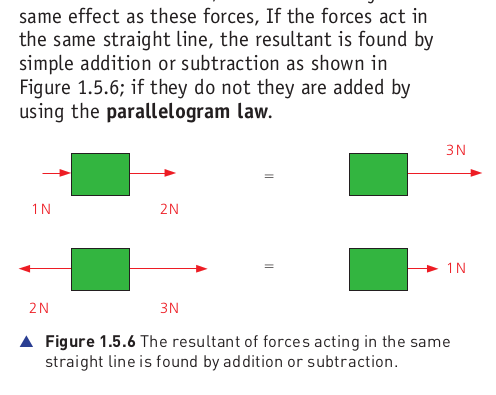 same effect as these forces, If the forces act in
the same straight line, the resultant is found by
simple addition or subtraction as shown in
Figure 1.5.6; if they do not they are added by
using the parallelogram law.
3 N
=
1 N 2 N
=
1 N
2 N 3 N
▲ Figure 1.5.6 The resultant of forces acting in the same
straight line is found by addition or subtraction.